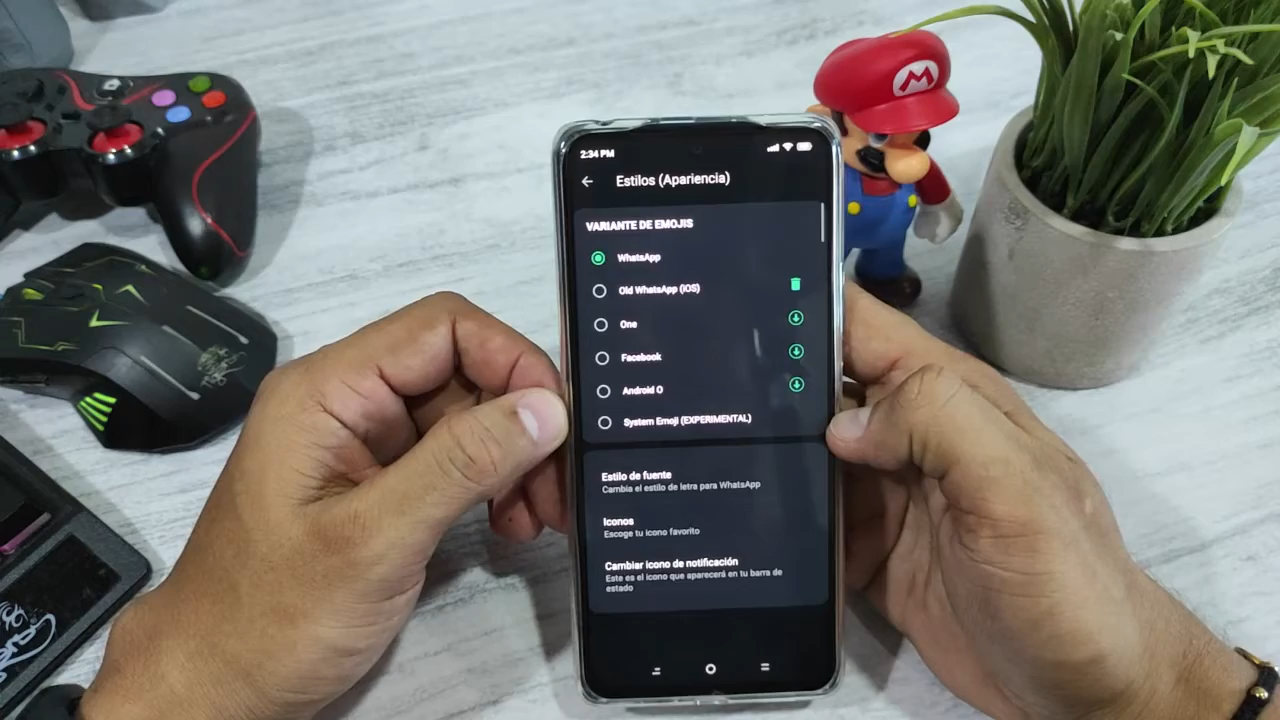 2:34 PM
Estilos (Apariencia)
VARIANTE DE EMOJIS
WhatsApp
Old WhatsApp (iOS)
One
Facebook
Android O
System Emoji (EXPERIMENTAL)
Estilo de fuente
Cambia el estilo de letra para WhatsApp
Iconos
Escoge tu icono favorito
Cambiar icono de notificación
Este es el icono que aparecerá en tu barra de
estado
M